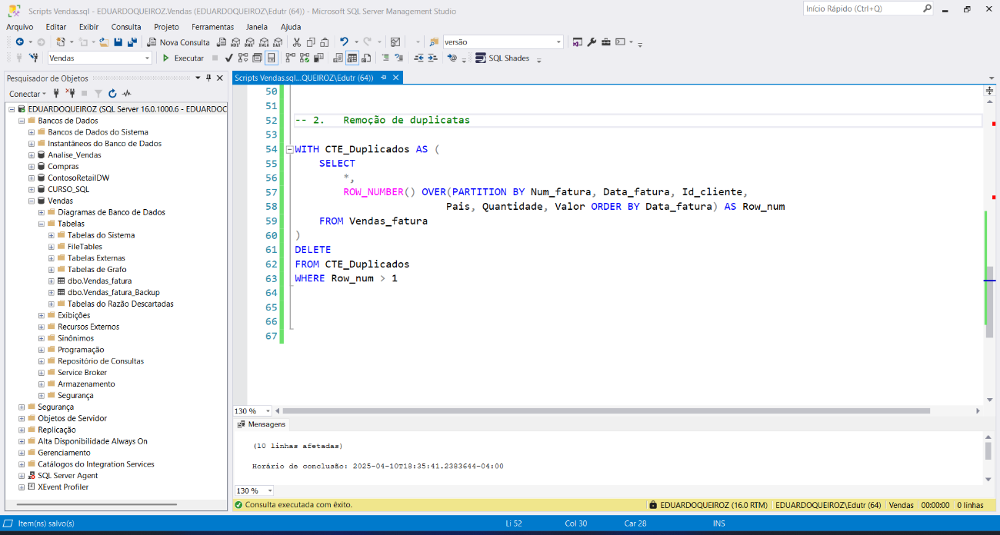 Scripts Vendas.sql - EDUARDOQUEIROZ.Vendas (EDUARDOQUEIROZ\Edutr (64)) - Microsoft SQL Server Management Studio
Início Rápido (Ctrl+Q)
Arquivo Editar Exibir Consulta Projeto Ferramentas Janela Ajuda
Nova Consulta
versão
Vendas
Executar
SQL Shades
Pesquisador de Objetos
Conectar
EDUARDOQUEIROZ (SQL Server 16.0.1000.6 - EDUARDOC
Bancos de Dados
Bancos de Dados do Sistema
Instantâneos do Banco de Dados
Analise_Vendas
Compras
ContosoRetailDW
CURSO_SQL
Vendas
Diagramas de Banco de Dados
Tabelas
Tabelas do Sistema
FileTables
Tabelas Externas
Tabelas de Grafo
dbo.Vendas_fatura
dbo.Vendas_fatura_Backup
Tabelas do Razão Descartadas
Exibições
Recursos Externos
Sinônimos
Programação
Repositório de Consultas
Service Broker
Armazenamento
Segurança
Segurança
Objetos de Servidor
Replicação
Alta Disponibilidade Always On
Gerenciamento
Catálogos do Integration Services
SQL Server Agent
XEvent Profiler
Scripts Vendas.sql...QUEIROZ\Edutr (64))
50
51
52 -- 2. Remoção de duplicatas
53
54 WITH CTE_Duplicados AS (
55 SELECT
56 *,
57 ROW_NUMBER() OVER(PARTITION BY Num_fatura, Data_fatura, Id_cliente,
58 Pais, Quantidade, Valor ORDER BY Data_fatura) AS Row_num
59 FROM Vendas_fatura
60 )
61 DELETE
62 FROM CTE_Duplicados
63 WHERE Row_num > 1
64
65
66
67
130 %
Mensagens
(10 linhas afetadas)
Horário de conclusão: 2025-04-10T18:35:41.2383644-04:00
130 %
Consulta executada com êxito.
EDUARDOQUEIROZ (16.0 RTM) EDUARDOQUEIROZ\Edutr (64) Vendas 00:00:00 0 linhas
Item(ns) salvo(s)
Li 52 Col 30 Car 28 INS